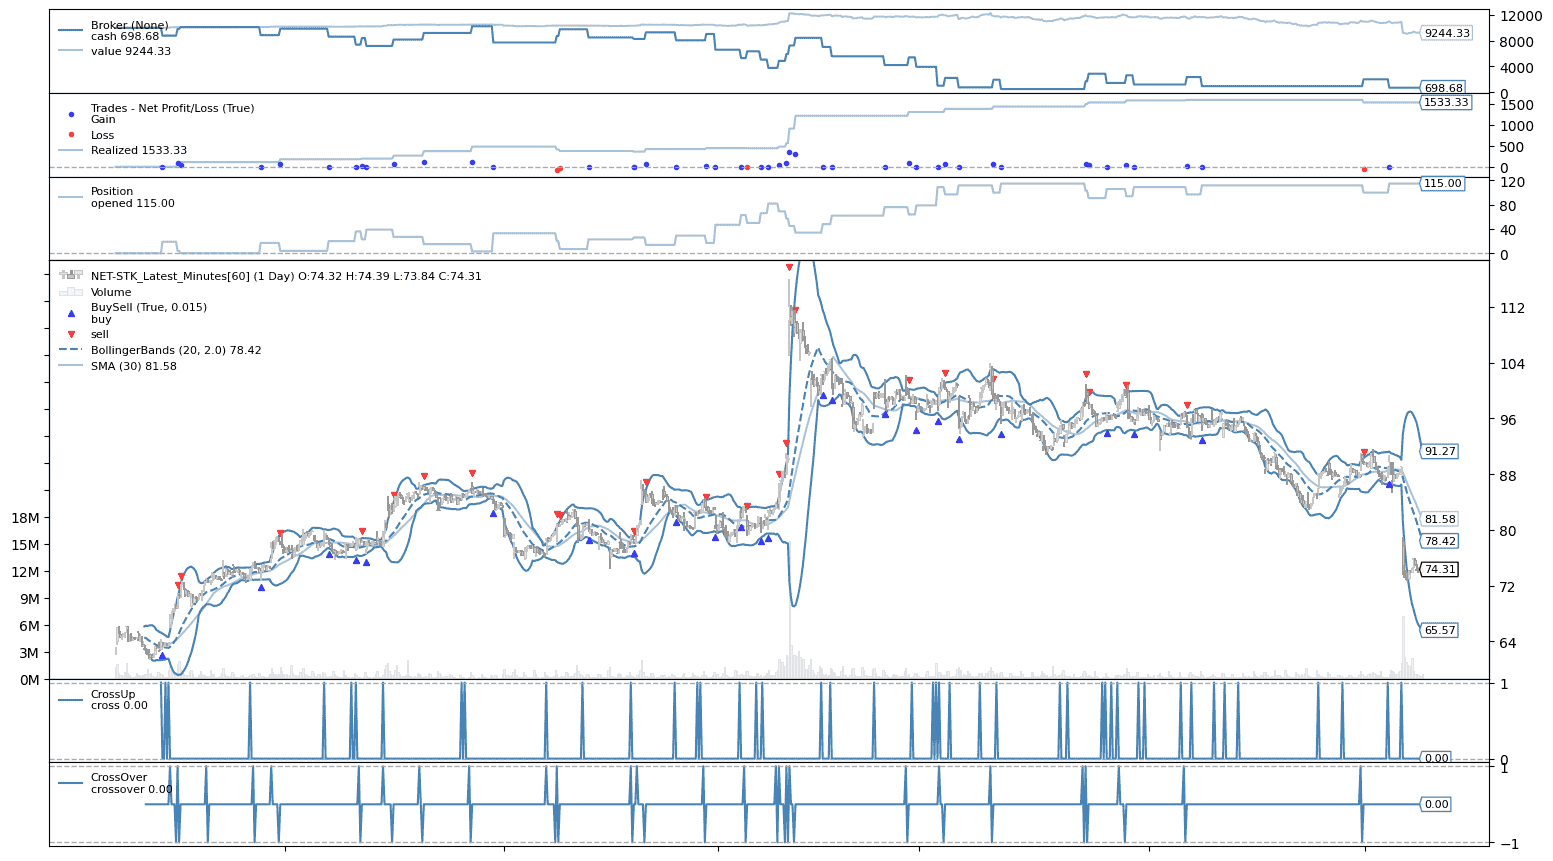 Broker (None)
cash 698.68
value 9244.33
12000
9244.33
8000
4000
698.68
0
Trades - Net Profit/Loss (True)
Gain
Loss
Realized 1533.33
1533.33
1500
1000
500
0
Position
opened 115.00
120
115.00
80
40
0
NET-STK_Latest_Minutes[60] (1 Day) O:74.32 H:74.39 L:73.84 C:74.31
Volume
BuySell (True, 0.015)
buy
sell
BollingerBands (20, 2.0) 78.42
SMA (30) 81.58
18M
15M
12M
9M
6M
3M
0M
112
104
96
91.27
88
81.58
80
78.42
74.31
72
65.57
64
CrossUp
cross 0.00
1
0.00
0
CrossOver
crossover 0.00
1
0.00
−1